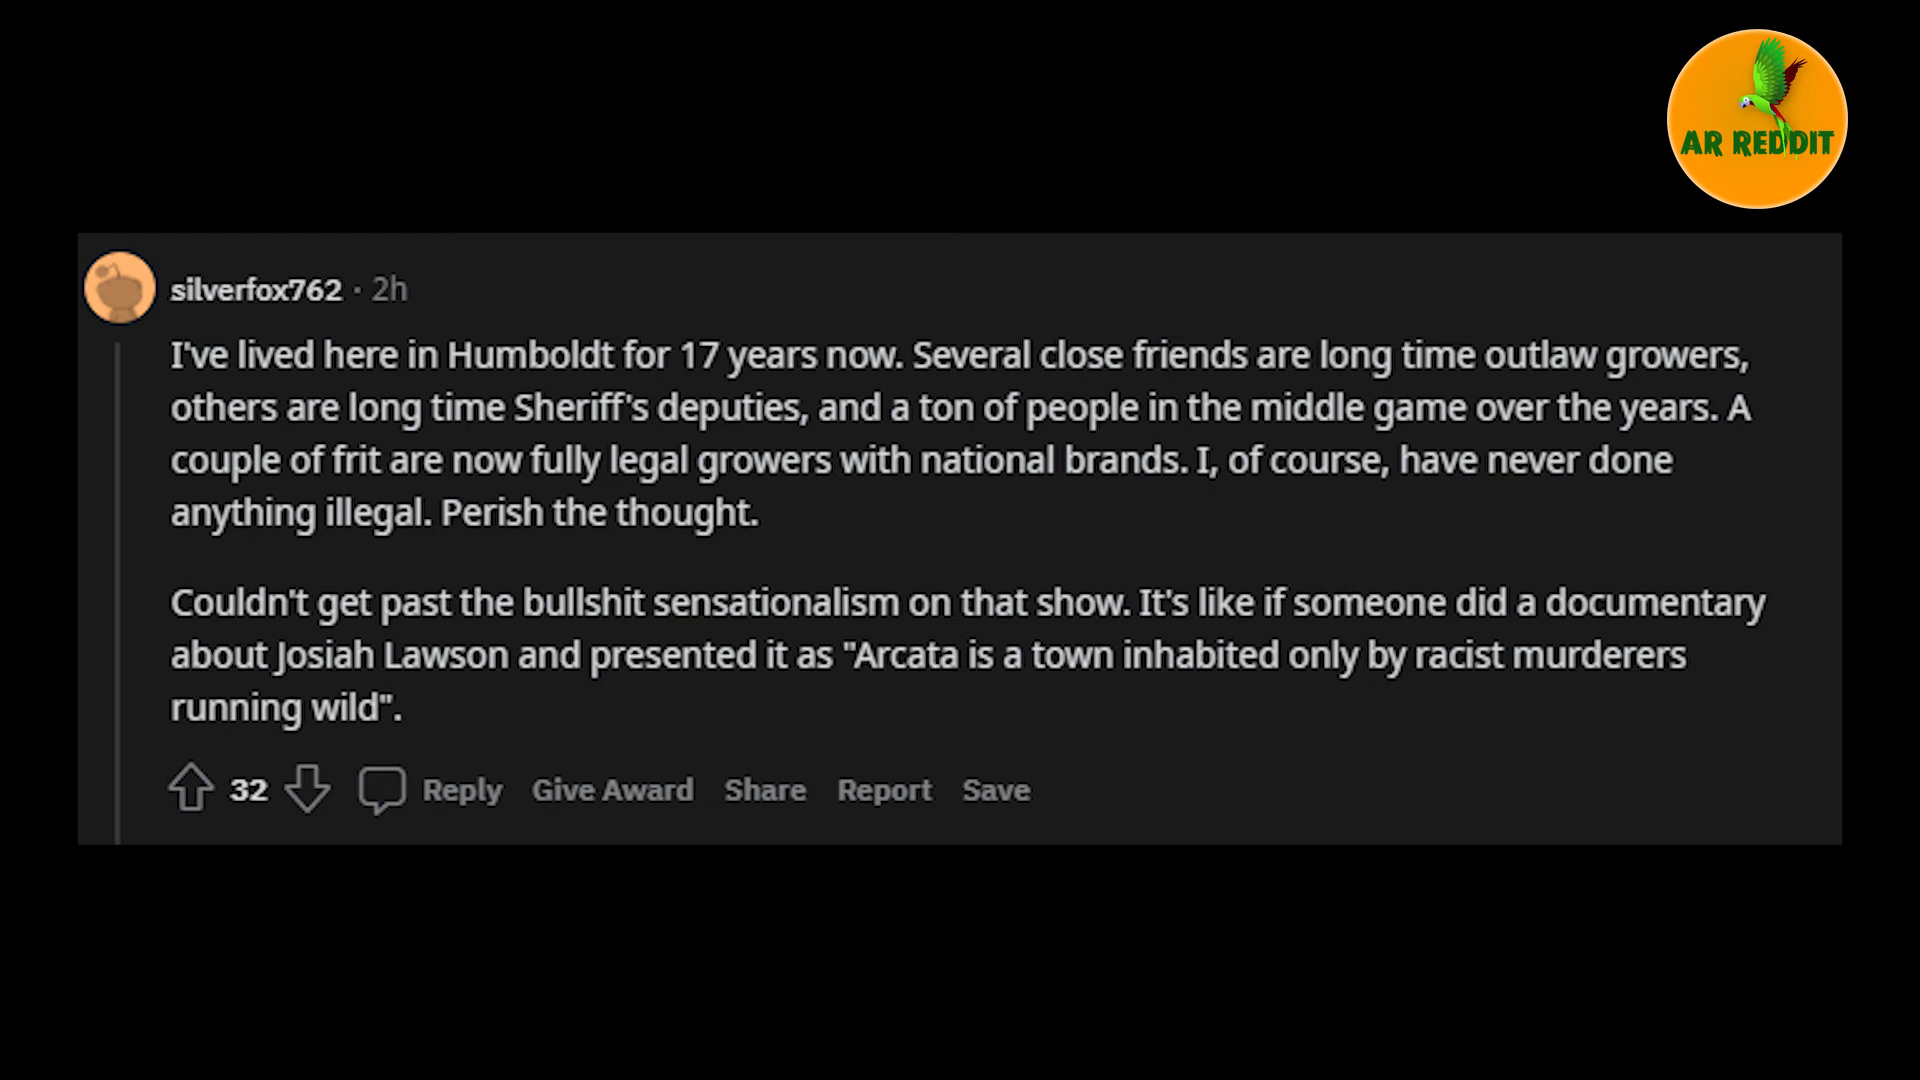 AR REDDIT
silverfox762 · 2h
I've lived here in Humboldt for 17 years now. Several close friends are long time outlaw growers,
others are long time Sheriff's deputies, and a ton of people in the middle game over the years. A
couple of frit are now fully legal growers with national brands. I, of course, have never done
anything illegal. Perish the thought.
Couldn't get past the bullshit sensationalism on that show. It's like if someone did a documentary
about Josiah Lawson and presented it as "Arcata is a town inhabited only by racist murderers
running wild".
32 Reply Give Award Share Report Save